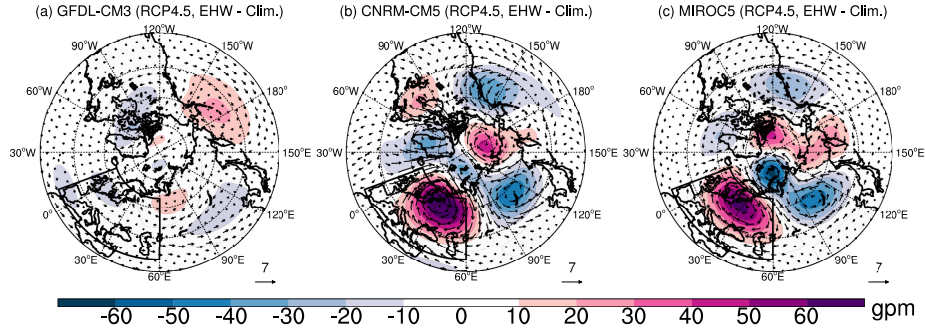 (a) GFDL-CM3 (RCP4.5, EHW - Clim.) (b) CNRM-CM5 (RCP4.5, EHW - Clim.) (c) MIROC5 (RCP4.5, EHW - Clim.)
120°W 120°W 120°W
90°W 150°W 90°W 150°W 90°W 150°W
60°W 180° 60°W 180° 60°W 180°
30°W 150°E 30°W 150°E 30°W 150°E
0° 120°E 0° 120°E 0° 120°E
30°E 90°E 30°E 90°E 30°E 90°E
60°E 7 60°E 7 60°E 7
-60 -50 -40 -30 -20 -10 0 10 20 30 40 50 60 gpm